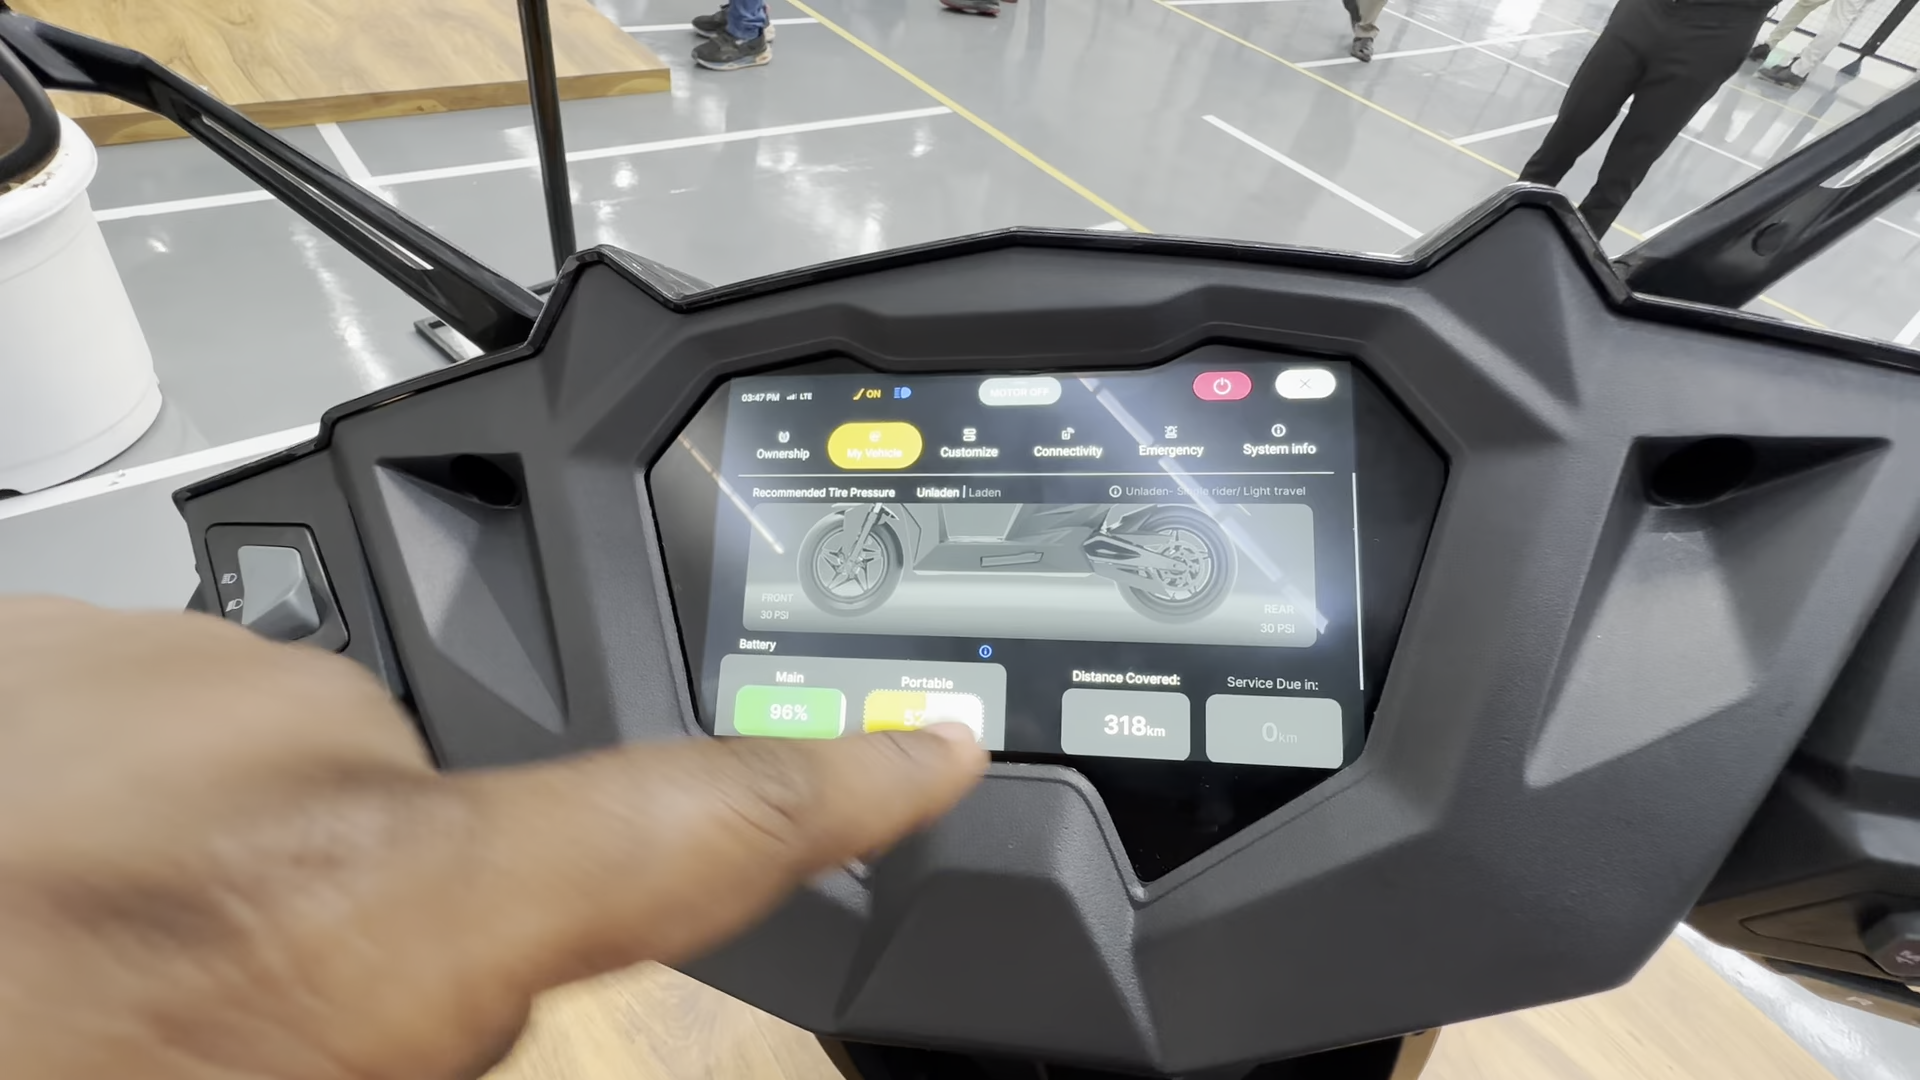 03:47 PM LTE ON MOTOR OFF
Ownership My Vehicle Customize Connectivity Emergency System info
Recommended Tire Pressure Unladen | Laden Unladen- Single rider/ Light travel
FRONT
30 PSI
REAR
30 PSI
Battery
Main Portable Distance Covered: Service Due in:
96% 318km 0km